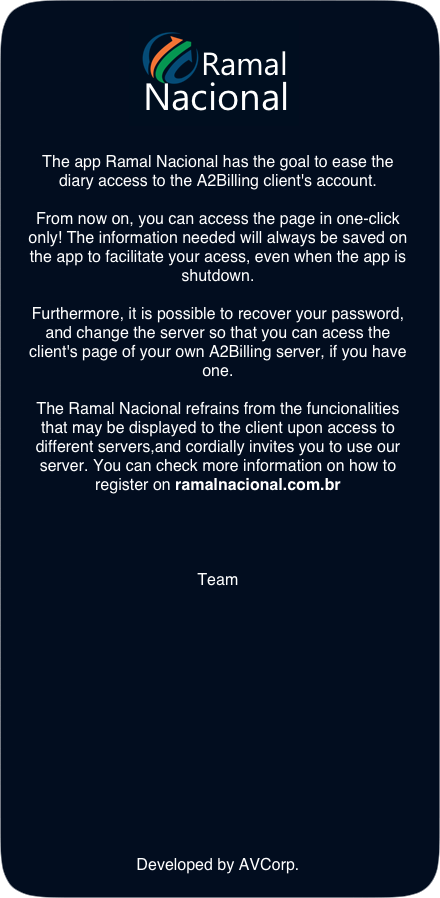 Ramal
Nacional
The app Ramal Nacional has the goal to ease the
diary access to the A2Billing client's account.
From now on, you can access the page in one-click
only! The information needed will always be saved on
the app to facilitate your acess, even when the app is
shutdown.
Furthermore, it is possible to recover your password,
and change the server so that you can acess the
client's page of your own A2Billing server, if you have
one.
The Ramal Nacional refrains from the funcionalities
that may be displayed to the client upon access to
different servers,and cordially invites you to use our
server. You can check more information on how to
register on ramalnacional.com.br
Team
Developed by AVCorp.